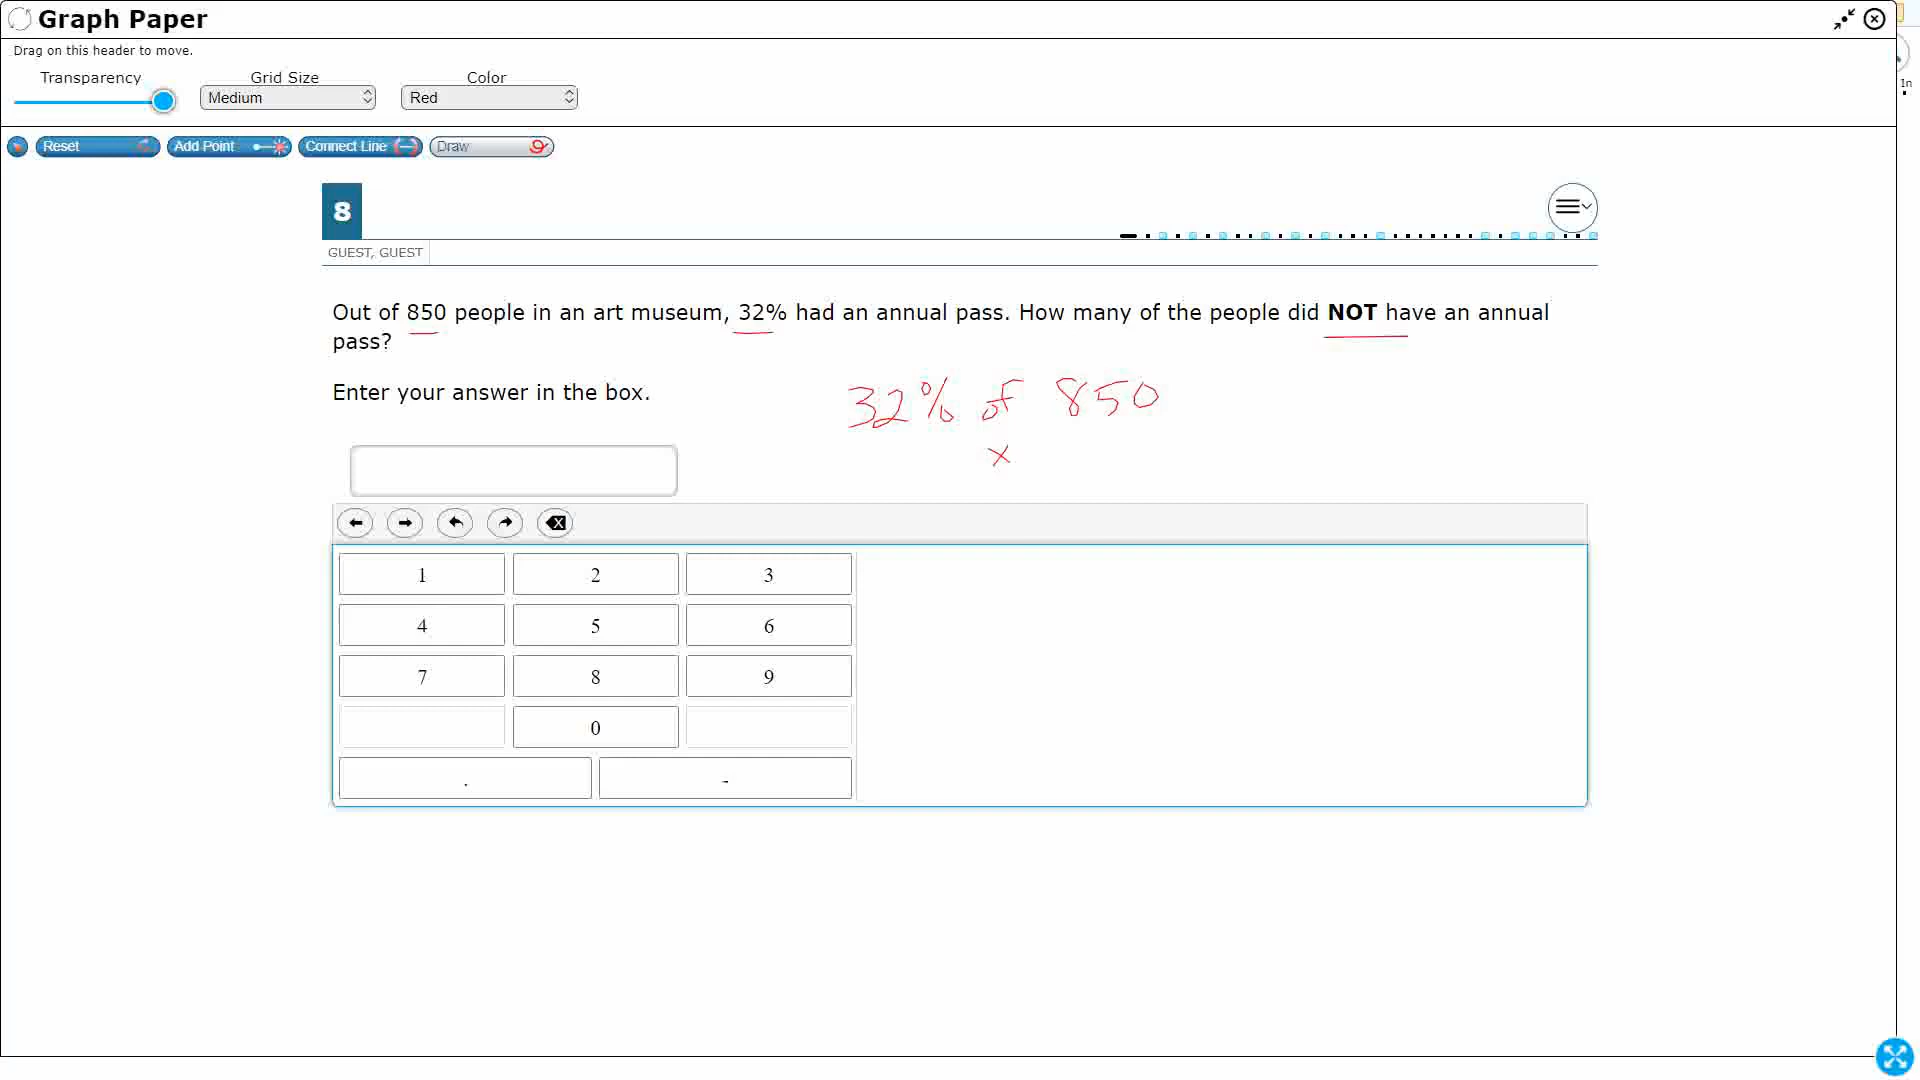 Graph Paper
Drag on this header to move.
Transparency
Grid Size
Color
Medium
Red
Reset
Add Point
Connect Line
Draw
8
GUEST, GUEST
Out of 850 people in an art museum, 32% had an annual pass. How many of the people did NOT have an annual
pass?
Enter your answer in the box.
32% of 850
x
1 2 3
4 5 6
7 8 9
0
. -
In